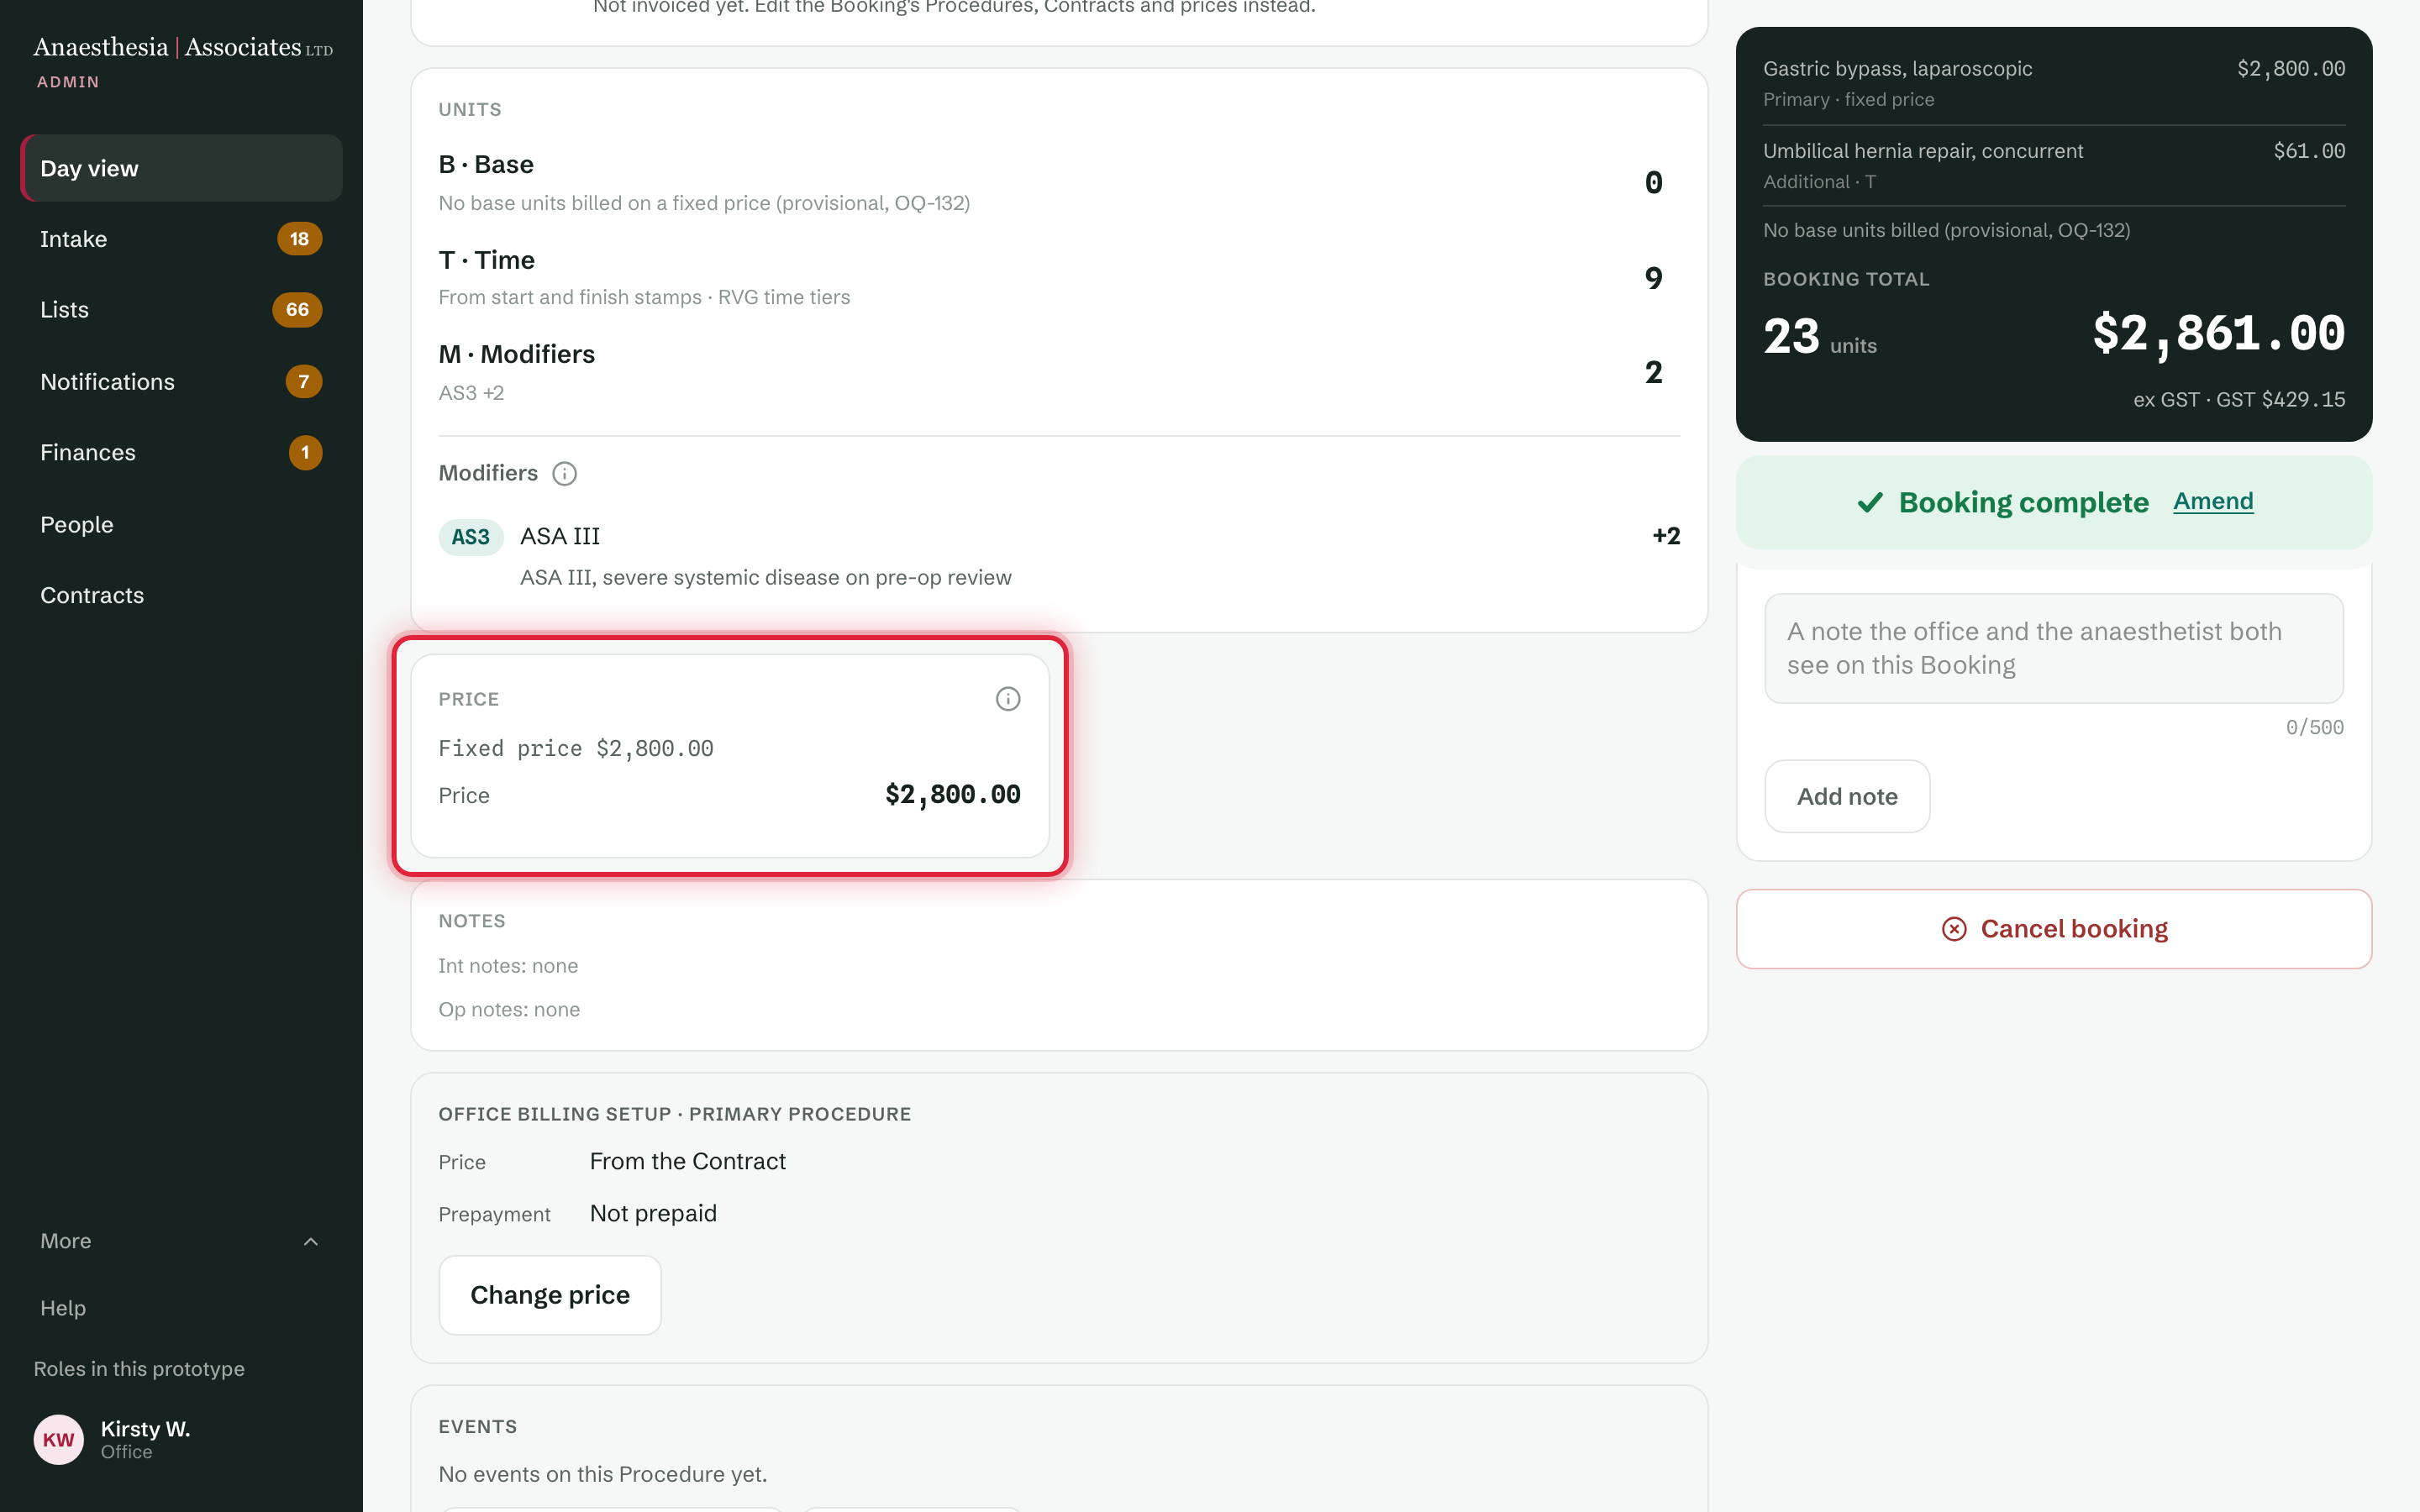 Anaesthesia | Associates LTD
ADMIN
Day view
Intake 18
Lists 66
Notifications 7
Finances 1
People
Contracts
More
Help
Roles in this prototype
KW
Kirsty W.
Office
Not invoiced yet. Edit the Booking's Procedures, Contracts and prices instead.
UNITS
B · Base
No base units billed on a fixed price (provisional, OQ-132)
0
T · Time
From start and finish stamps · RVG time tiers
9
M · Modifiers
AS3 +2
2
Modifiers
AS3 ASA III +2
ASA III, severe systemic disease on pre-op review
PRICE
Fixed price $2,800.00
Price $2,800.00
NOTES
Int notes: none
Op notes: none
OFFICE BILLING SETUP · PRIMARY PROCEDURE
Price From the Contract
Prepayment Not prepaid
Change price
EVENTS
No events on this Procedure yet.
Gastric bypass, laparoscopic $2,800.00
Primary · fixed price
Umbilical hernia repair, concurrent $61.00
Additional · T
No base units billed (provisional, OQ-132)
BOOKING TOTAL
23 units $2,861.00
ex GST · GST $429.15
Booking complete Amend
A note the office and the anaesthetist both
see on this Booking
0/500
Add note
Cancel booking